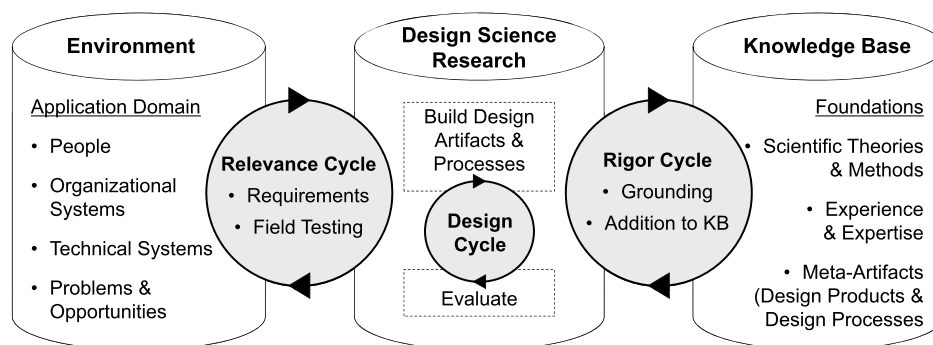 Environment
Application Domain
• People
• Organizational
Systems
• Technical Systems
• Problems &
Opportunities
Relevance Cycle
• Requirements
• Field Testing
Design Science
Research
Build Design
Artifacts &
Processes
Design
Cycle
Evaluate
Rigor Cycle
• Grounding
• Addition to KB
Knowledge Base
Foundations
• Scientific Theories
& Methods
• Experience
& Expertise
• Meta-Artifacts
(Design Products &
Design Processes